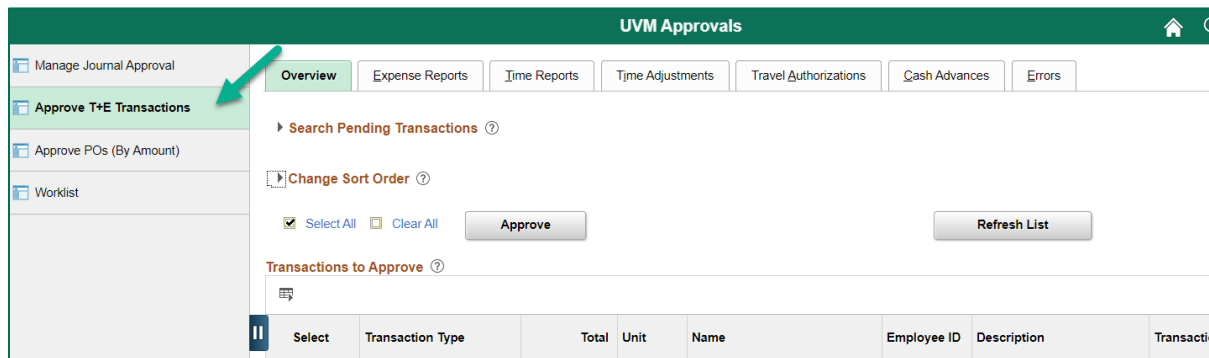 UVM Approvals
Manage Journal Approval
Approve T+E Transactions
Approve POs (By Amount)
Worklist
Overview Expense Reports Time Reports Time Adjustments Travel Authorizations Cash Advances Errors
Search Pending Transactions ?
Change Sort Order ?
Select All Clear All Approve Refresh List
Transactions to Approve ?
Select Transaction Type Total Unit Name Employee ID Description Transacti